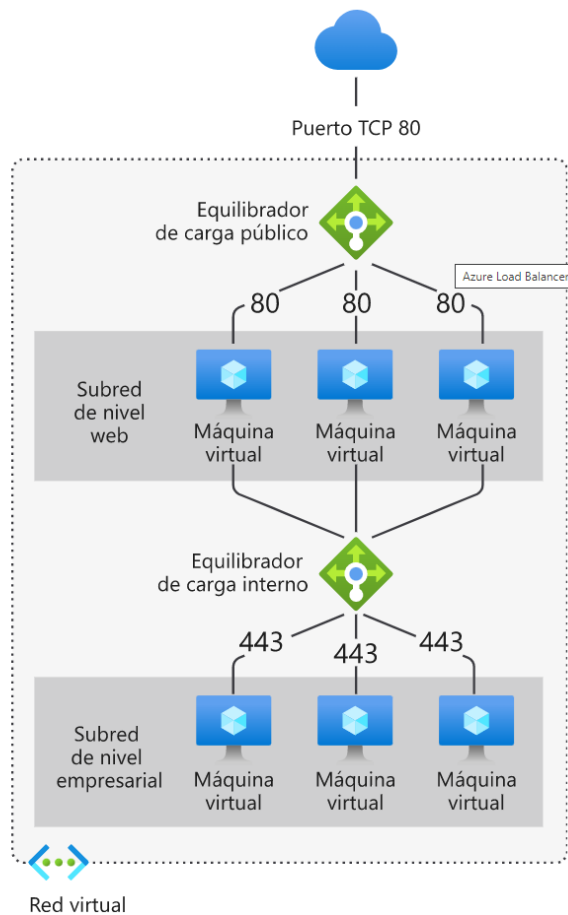 Puerto TCP 80
Equilibrador
de carga público
Azure Load Balancer
80
80
80
Subred
de nivel
web
Máquina
virtual
Máquina
virtual
Máquina
virtual
Equilibrador
de carga interno
443
443
443
Subred
de nivel
empresarial
Máquina
virtual
Máquina
virtual
Máquina
virtual
Red virtual